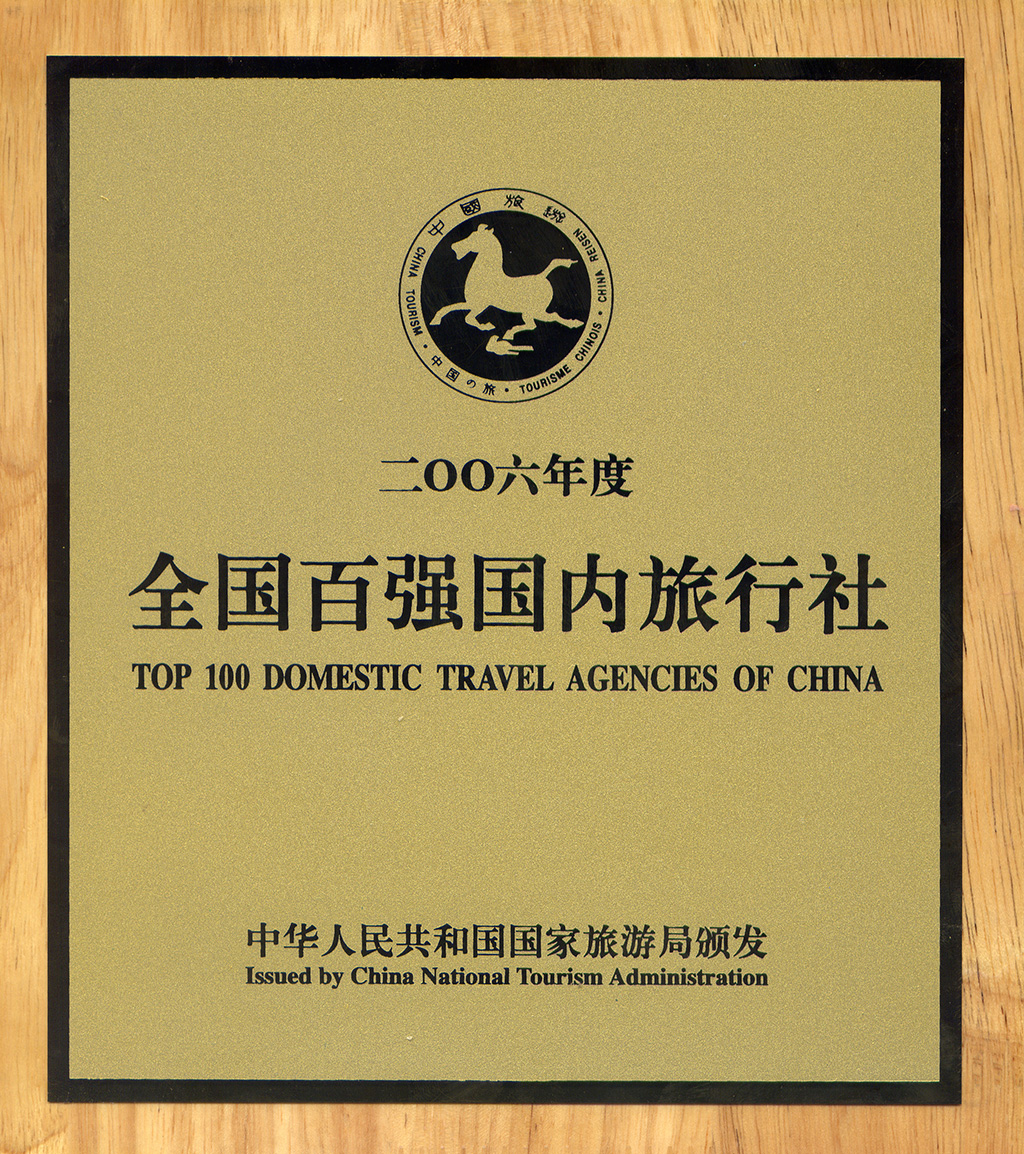 中國旅游
CHINA TOURISM · 中国の旅 · TOURISME CHINOIS · CHINA REISEN
二OO六年度
全国百强国内旅行社
TOP 100 DOMESTIC TRAVEL AGENCIES OF CHINA
中华人民共和国国家旅游局颁发
Issued by China National Tourism Administration